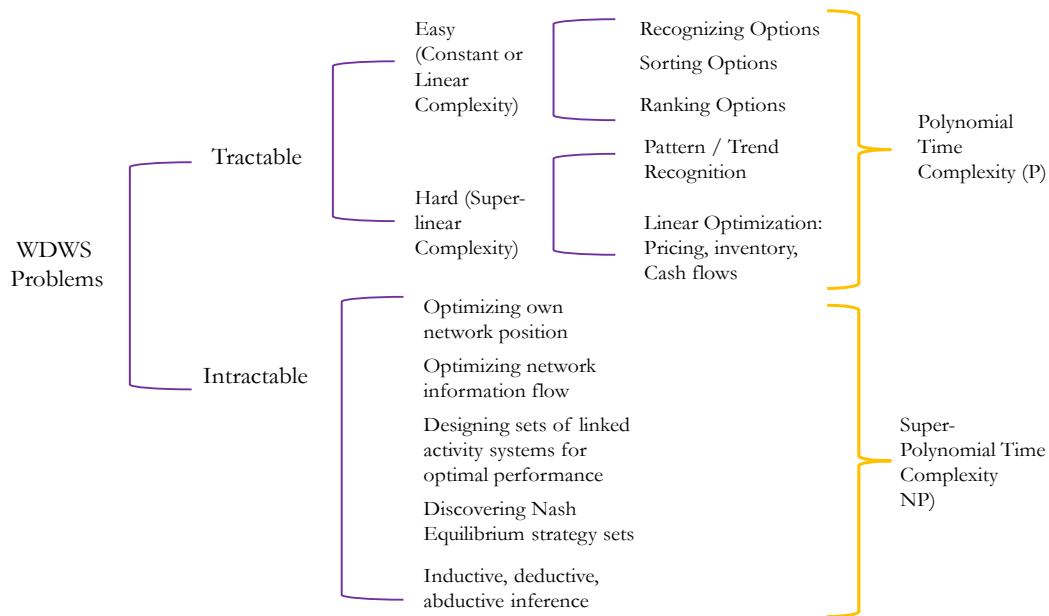 WDWS
Problems
Tractable
Easy
(Constant or
Linear
Complexity)
Recognizing Options
Sorting Options
Ranking Options
Hard (Super-
linear
Complexity)
Pattern / Trend
Recognition
Linear Optimization:
Pricing, inventory,
Cash flows
Polynomial
Time
Complexity (P)
Intractable
Optimizing own
network position
Optimizing network
information flow
Designing sets of linked
activity systems for
optimal performance
Discovering Nash
Equilibrium strategy sets
Inductive, deductive,
abductive inference
Super-
Polynomial Time
Complexity
NP)